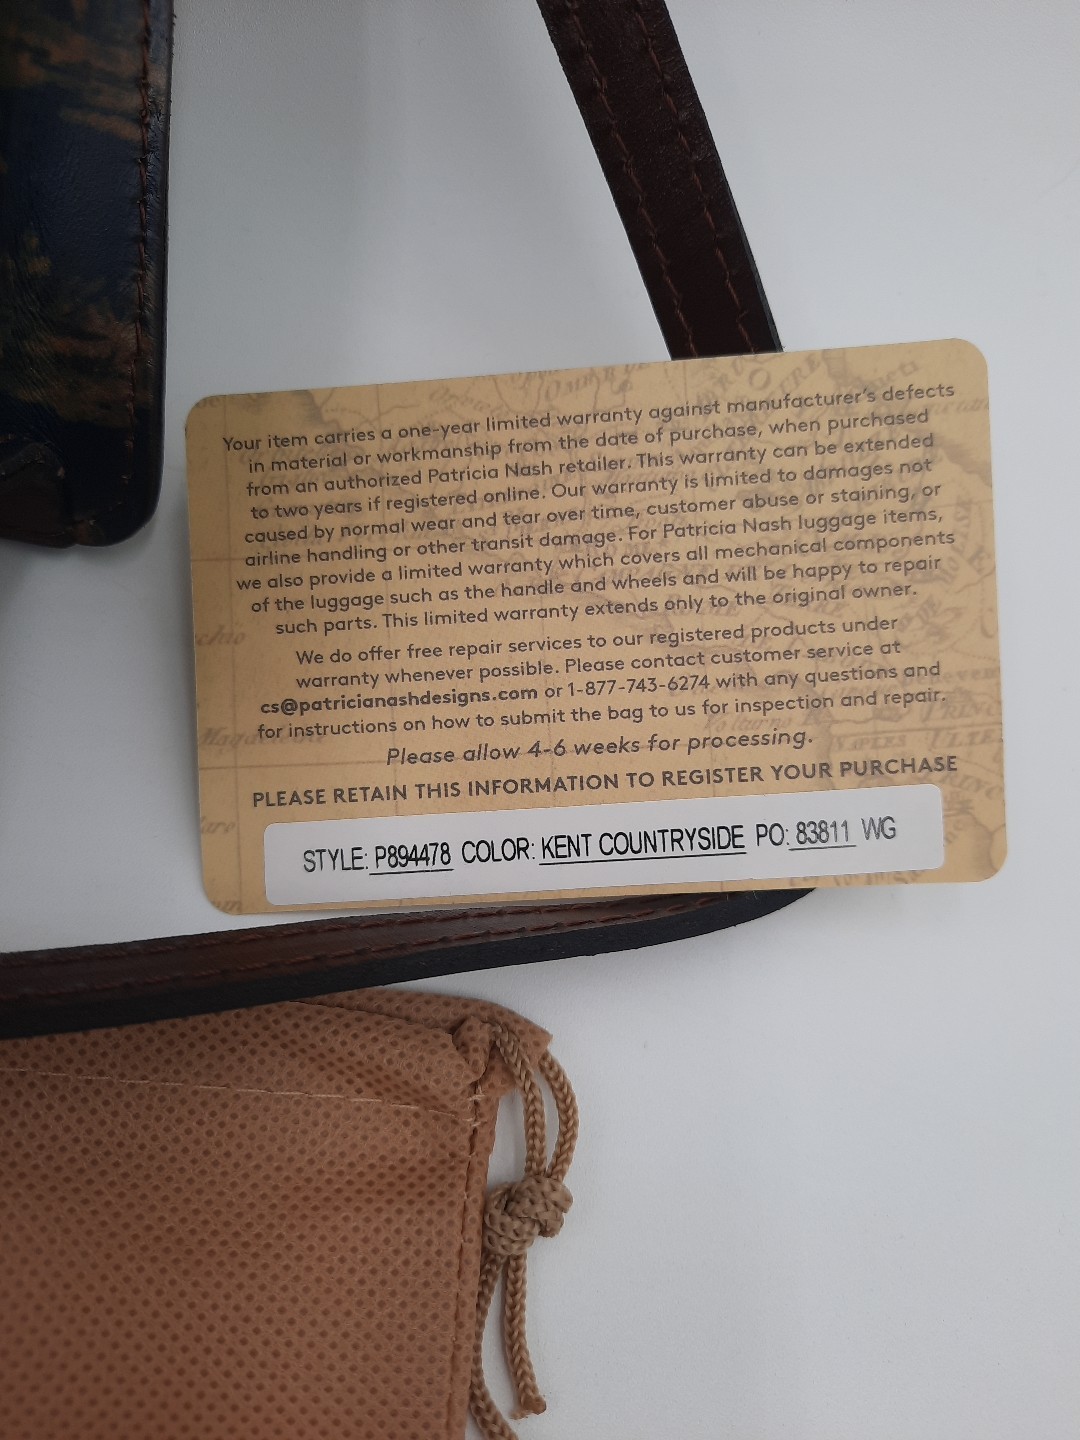 Your item carries a one-year limited warranty against manufacturer's defects
in material or workmanship from the date of purchase, when purchased
from an authorized Patricia Nash retailer. This warranty can be extended
to two years if registered online. Our warranty is limited to damages not
caused by normal wear and tear over time, customer abuse or staining, or
airline handling or other transit damage. For Patricia Nash luggage items,
we also provide a limited warranty which covers all mechanical components
of the luggage such as the handle and wheels and will be happy to repair
such parts. This limited warranty extends only to the original owner.
We do offer free repair services to our registered products under
warranty whenever possible. Please contact customer service at
cs@patricianashdesigns.com or 1-877-743-6274 with any questions and
for instructions on how to submit the bag to us for inspection and repair.
Please allow 4-6 weeks for processing.
PLEASE RETAIN THIS INFORMATION TO REGISTER YOUR PURCHASE
STYLE: P894478 COLOR: KENT COUNTRYSIDE PO: 83811 WG